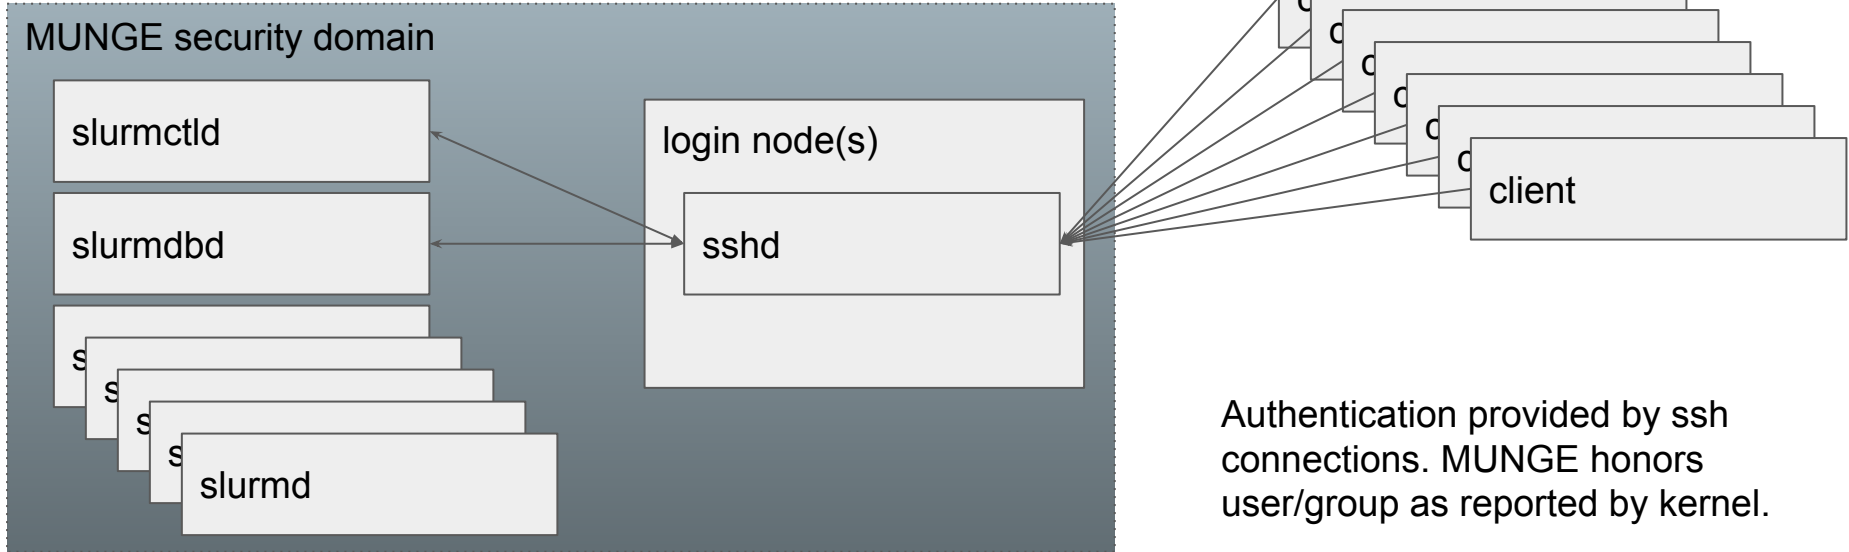 MUNGE security domain
slurmctld
slurmdbd
s
s
s
s
slurmd
login node(s)
sshd
c
c
c
c
c
c
c
client
Authentication provided by ssh
connections. MUNGE honors
user/group as reported by kernel.